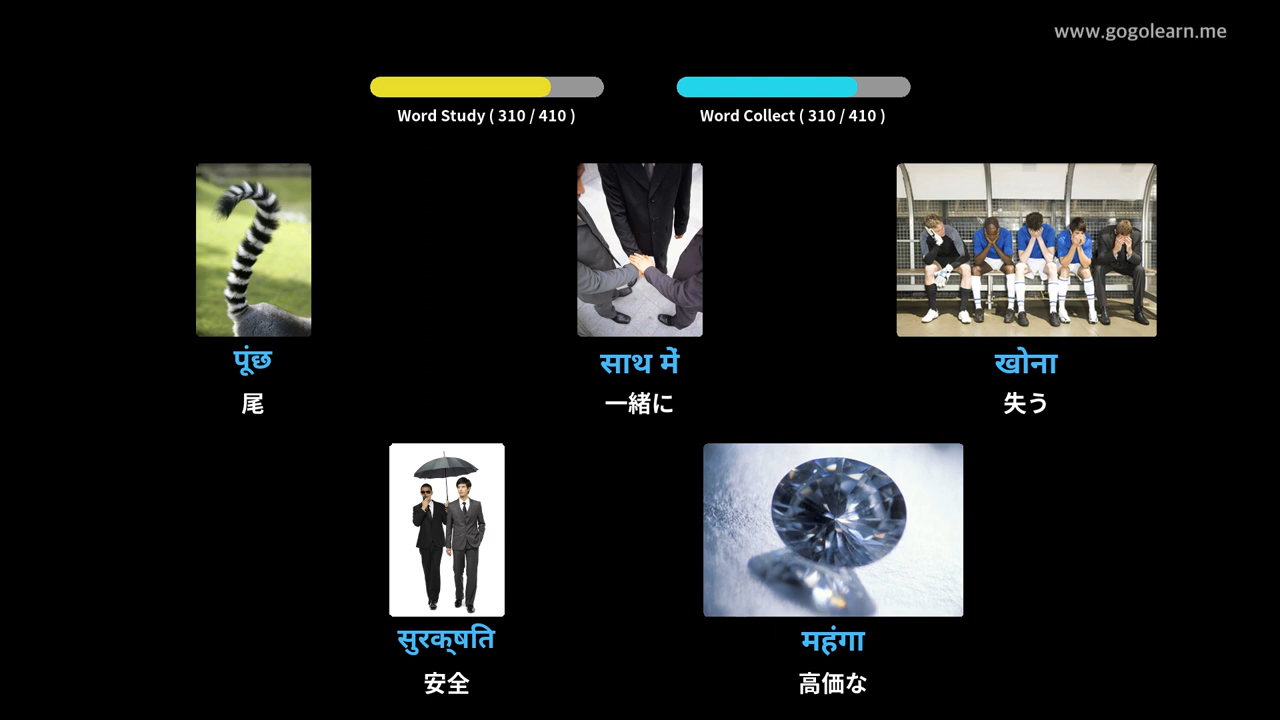 www.gogolearn.me
Word Study ( 310 / 410 )
Word Collect ( 310 / 410 )
पूंछ
साथ में
खोना
尾
一緒に
失う
सुरक्षति
महंगा
安全
高価な